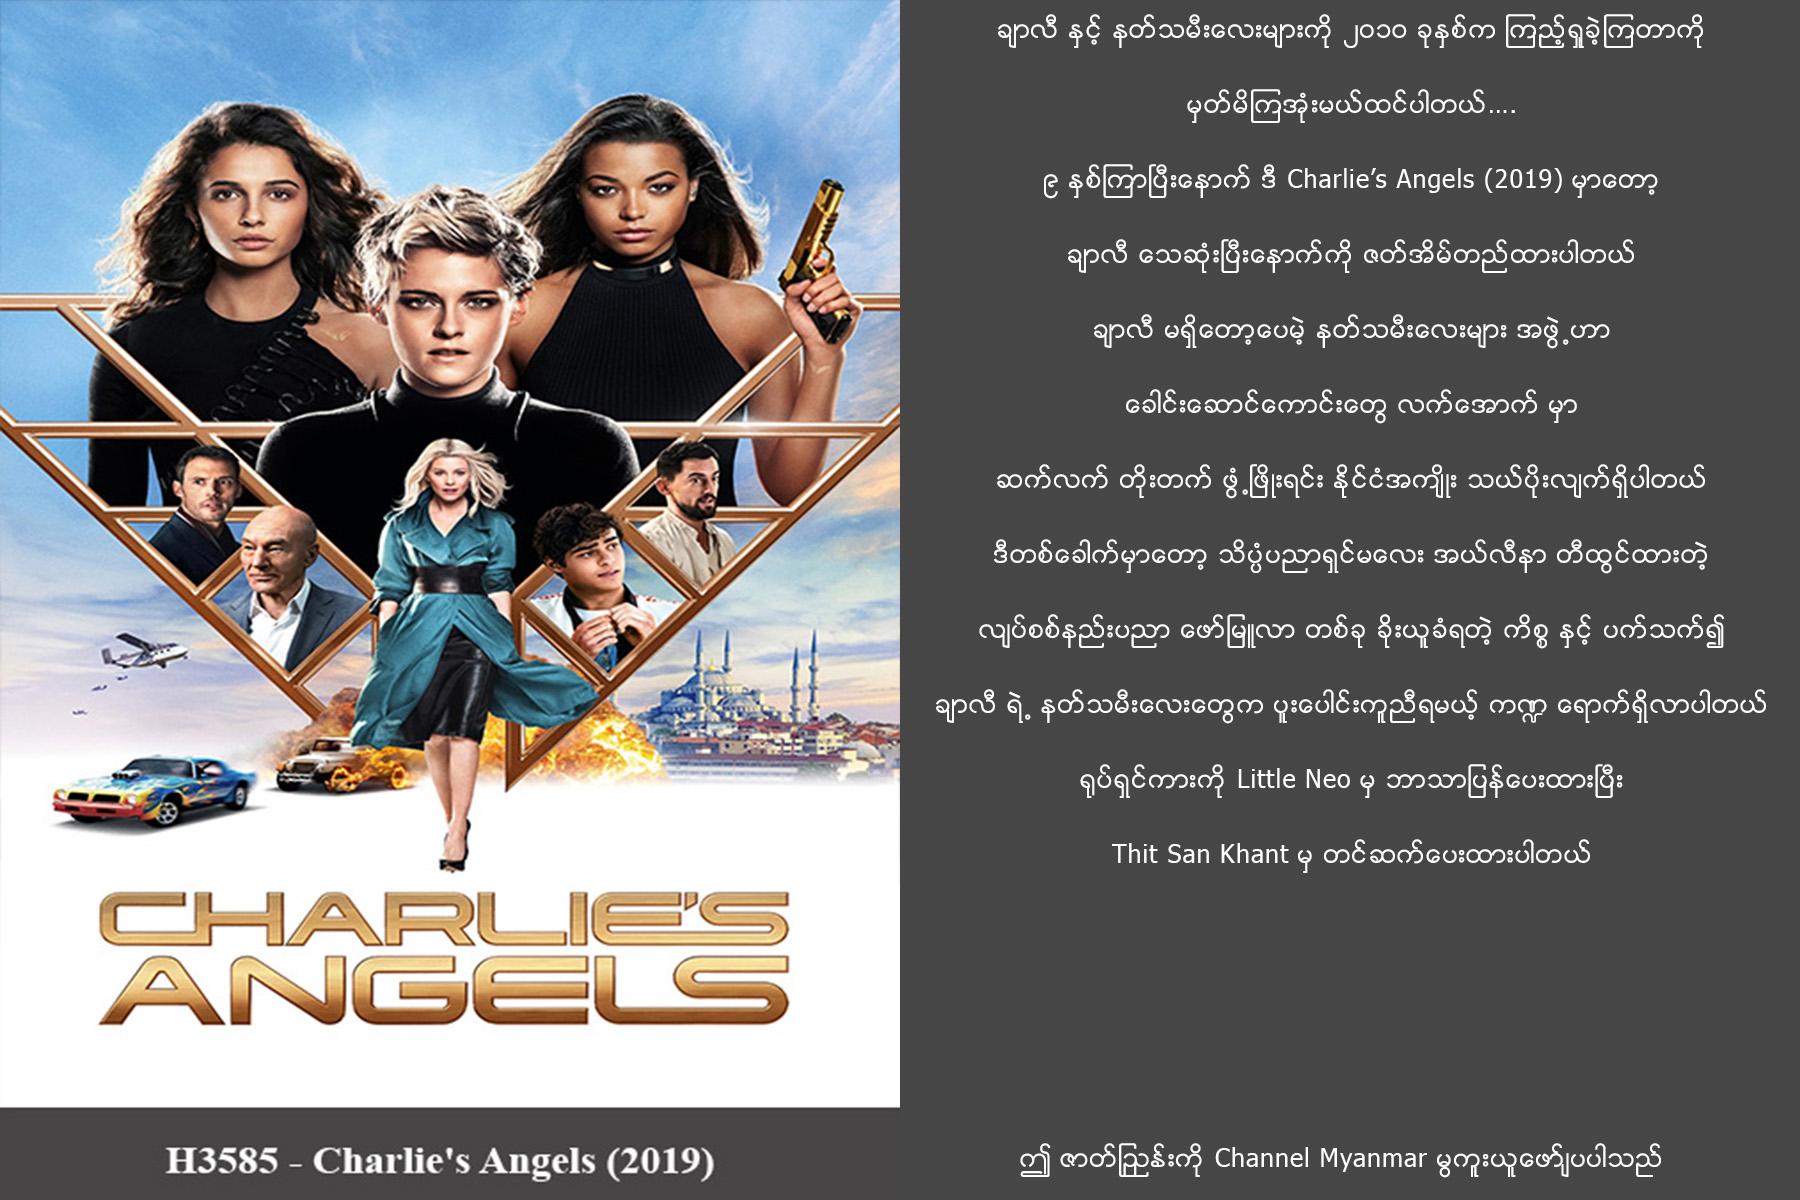 CHARLIE'S
ANGELS
H3585 - Charlie's Angels (2019)
ချာလီ နှင့် နတ်သမီးလေးများကို ၂၀၁၀ ခုနှစ်က ကြည့်ရှုခဲ့ကြတာကို
မှတ်မိကြအုံးမယ်ထင်ပါတယ်....
၉ နှစ်ကြာပြီးနောက် ဒီ Charlie’s Angels (2019) မှာတော့
ချာလီ သေဆုံးပြီးနောက်ကို ဇတ်အိမ်တည်ထားပါတယ်
ချာလီ မရှိတော့ပေမဲ့ နတ်သမီးလေးများ အဖွဲ့ဟာ
ခေါင်းဆောင်ကောင်းတွေ လက်အောက် မှာ
ဆက်လက် တိုးတက် ဖွံ့ဖြိုးရင်း နိုင်ငံအကျိုး သယ်ပိုးလျက်ရှိပါတယ်
ဒီတစ်ခေါက်မှာတော့ သိပ္ပံပညာရှင်မလေး အယ်လီနာ တီထွင်ထားတဲ့
လျပ်စစ်နည်းပညာ ဖော်မြူလာ တစ်ခု ခိုးယူခံရတဲ့ ကိစ္စ နှင့် ပက်သက်၍
ချာလီ ရဲ့ နတ်သမီးလေးတွေက ပူးပေါင်းကူညီရမယ့် ကဏ္ဍ ရောက်ရှိလာပါတယ်
ရုပ်ရှင်ကားကို Little Neo မှ ဘာသာပြန်ပေးထားပြီး
Thit San Khant မှ တင်ဆက်ပေးထားပါတယ်
ဤ ဇာတ်ညွှန်းကို Channel Myanmar မှကူးယူဖော်ပြပါသည်